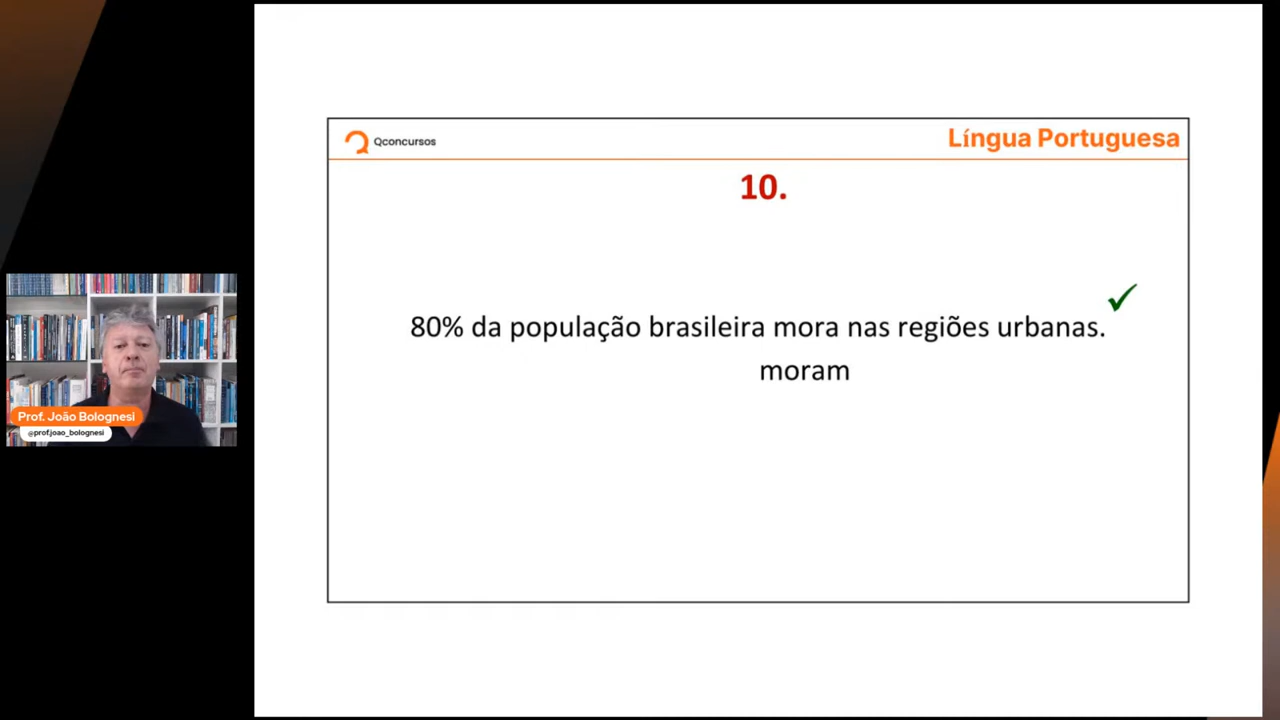 Qconcursos
Língua Portuguesa
10.
80% da população brasileira mora nas regiões urbanas.
moram
Prof. João Bolognesi
@prof.joao_bolognesi